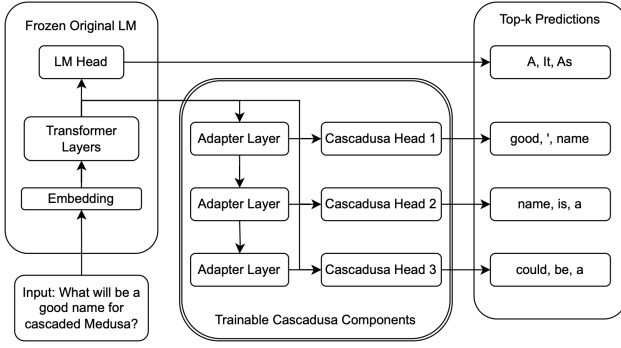 Frozen Original LM
LM Head
Transformer
Layers
Embedding
Input: What will be a
good name for
cascaded Medusa?
Adapter Layer
Cascadusa Head 1
Adapter Layer
Cascadusa Head 2
Adapter Layer
Cascadusa Head 3
Trainable Cascadusa Components
Top-k Predictions
A, It, As
good, ', name
name, is, a
could, be, a